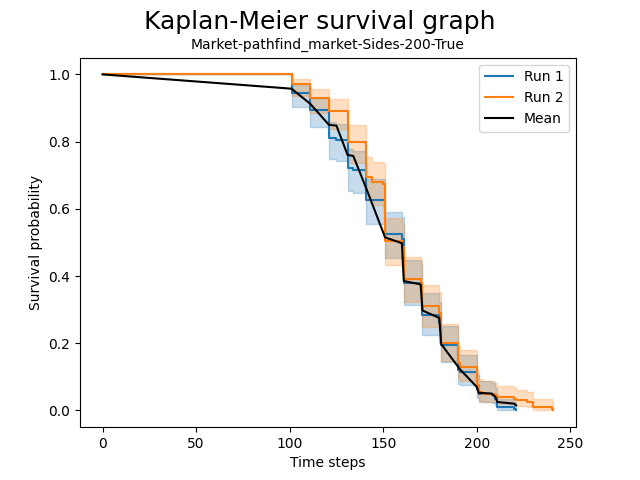 Kaplan-Meier survival graph
Market-pathfind_market-Sides-200-True
Run 1
Run 2
Mean
Survival probability
1.0
0.8
0.6
0.4
0.2
0.0
0 50 100 150 200 250
Time steps